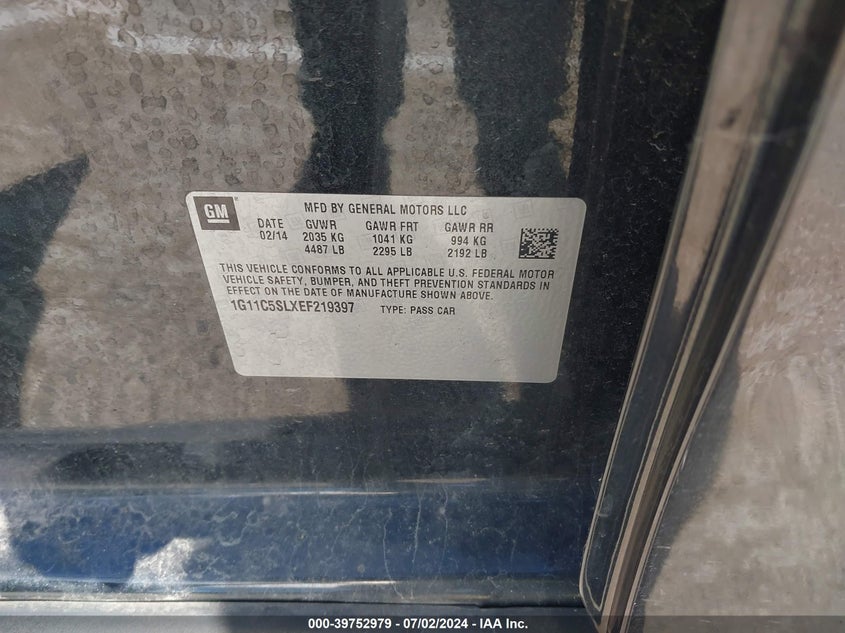 GM
MFD BY GENERAL MOTORS LLC
DATE GVWR GAWR FRT GAWR RR
02/14 2035 KG 1041 KG 994 KG
4487 LB 2295 LB 2192 LB
THIS VEHICLE CONFORMS TO ALL APPLICABLE U.S. FEDERAL MOTOR
VEHICLE SAFETY, BUMPER, AND THEFT PREVENTION STANDARDS IN
EFFECT ON THE DATE OF MANUFACTURE SHOWN ABOVE.
1G11C5SLXEF219397 TYPE: PASS CAR
000-39752979 - 07/02/2024 - IAA Inc.